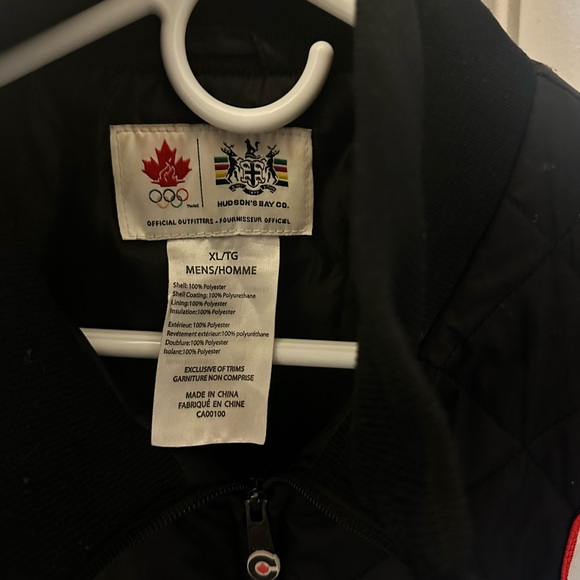 HUDSON'S BAY CO.
OFFICIAL OUTFITTERS - FOURNISSEUR OFFICIEL
XL/TG
MENS/HOMME
Shell: 100% Polyester
Shell Coating: 100% Polyurethane
Lining: 100% Polyester
Insulation: 100% Polyester
Extérieur: 100% Polyester
Revêtement extérieur: 100% polyuréthane
Doublure: 100% Polyester
Isolant: 100% Polyester
EXCLUSIVE OF TRIMS
GARNITURE NON COMPRISE
MADE IN CHINA
FABRIQUÉ EN CHINE
CA00100